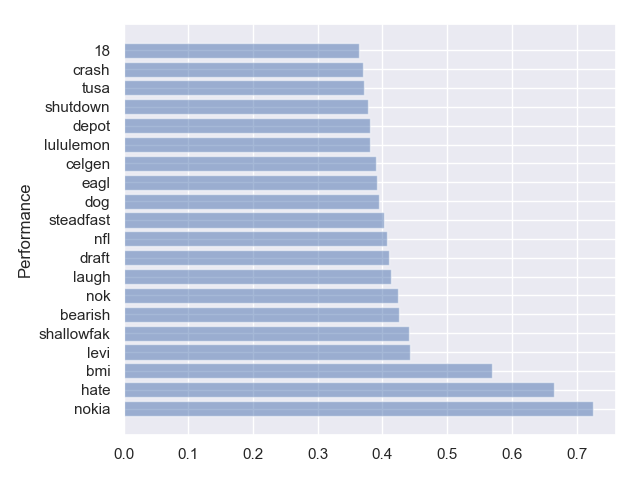 18
crash
tusa
shutdown
depot
lululemon
celgen
eagl
dog
steadfast
nfl
draft
laugh
nok
bearish
shallowfak
levi
bmi
hate
nokia
Performance
0.0 0.1 0.2 0.3 0.4 0.5 0.6 0.7